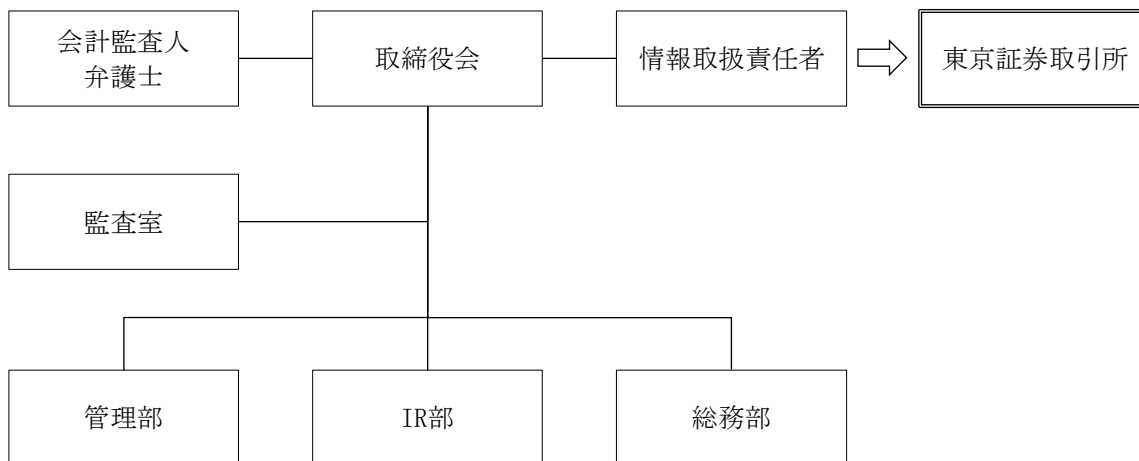 会計監査人
弁護士
取締役会
情報取扱責任者
東京証券取引所
監査室
管理部
IR部
総務部